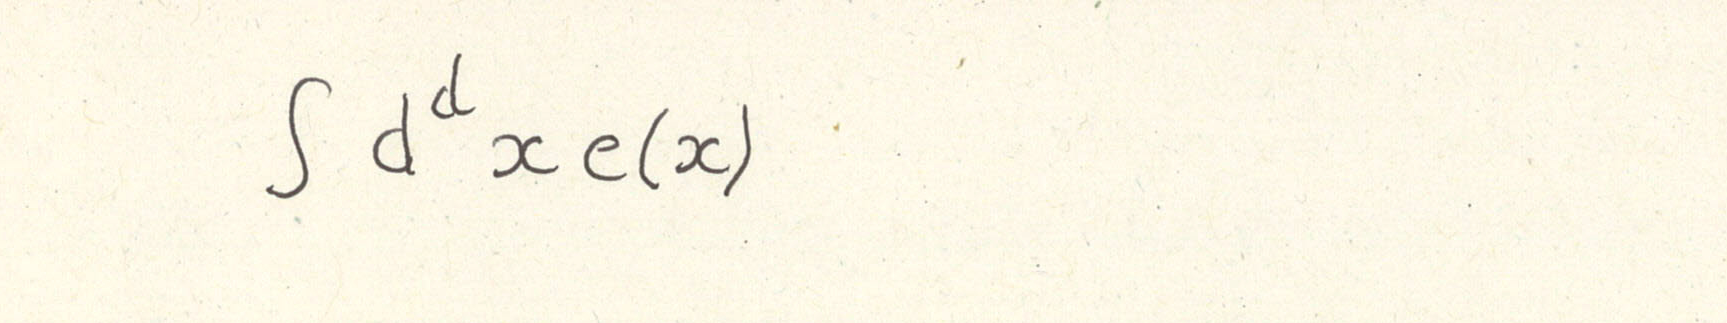 ∫ d^d x e(x)